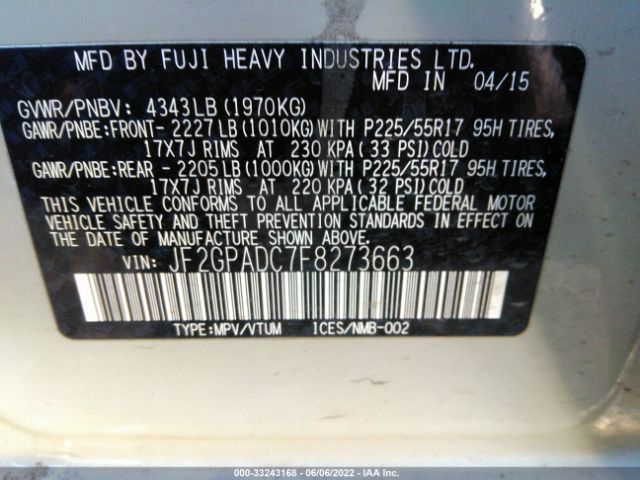 MFD BY FUJI HEAVY INDUSTRIES LTD.
MFD IN 04/15
GVWR/PNBV: 4343LB (1970KG)
GAWR/PNBE:FRONT- 2227LB (1010KG)WITH P225/55R17 95H TIRES,
17X7J RIMS AT 230 KPA (33 PSI)COLD
GAWR/PNBE:REAR - 2205LB (1000KG)WITH P225/55R17 95H TIRES,
17X7J RIMS AT 220 KPA (32 PSI)COLD
THIS VEHICLE CONFORMS TO ALL APPLICABLE FEDERAL MOTOR
VEHICLE SAFETY AND THEFT PREVENTION STANDARDS IN EFFECT ON
THE DATE OF MANUFACTURE SHOWN ABOVE.
VIN: JF2GPADC7F8273663
TYPE:MPV/VTUM ICES/NMB-002
000-33243168 - 06/06/2022 - IAA Inc.